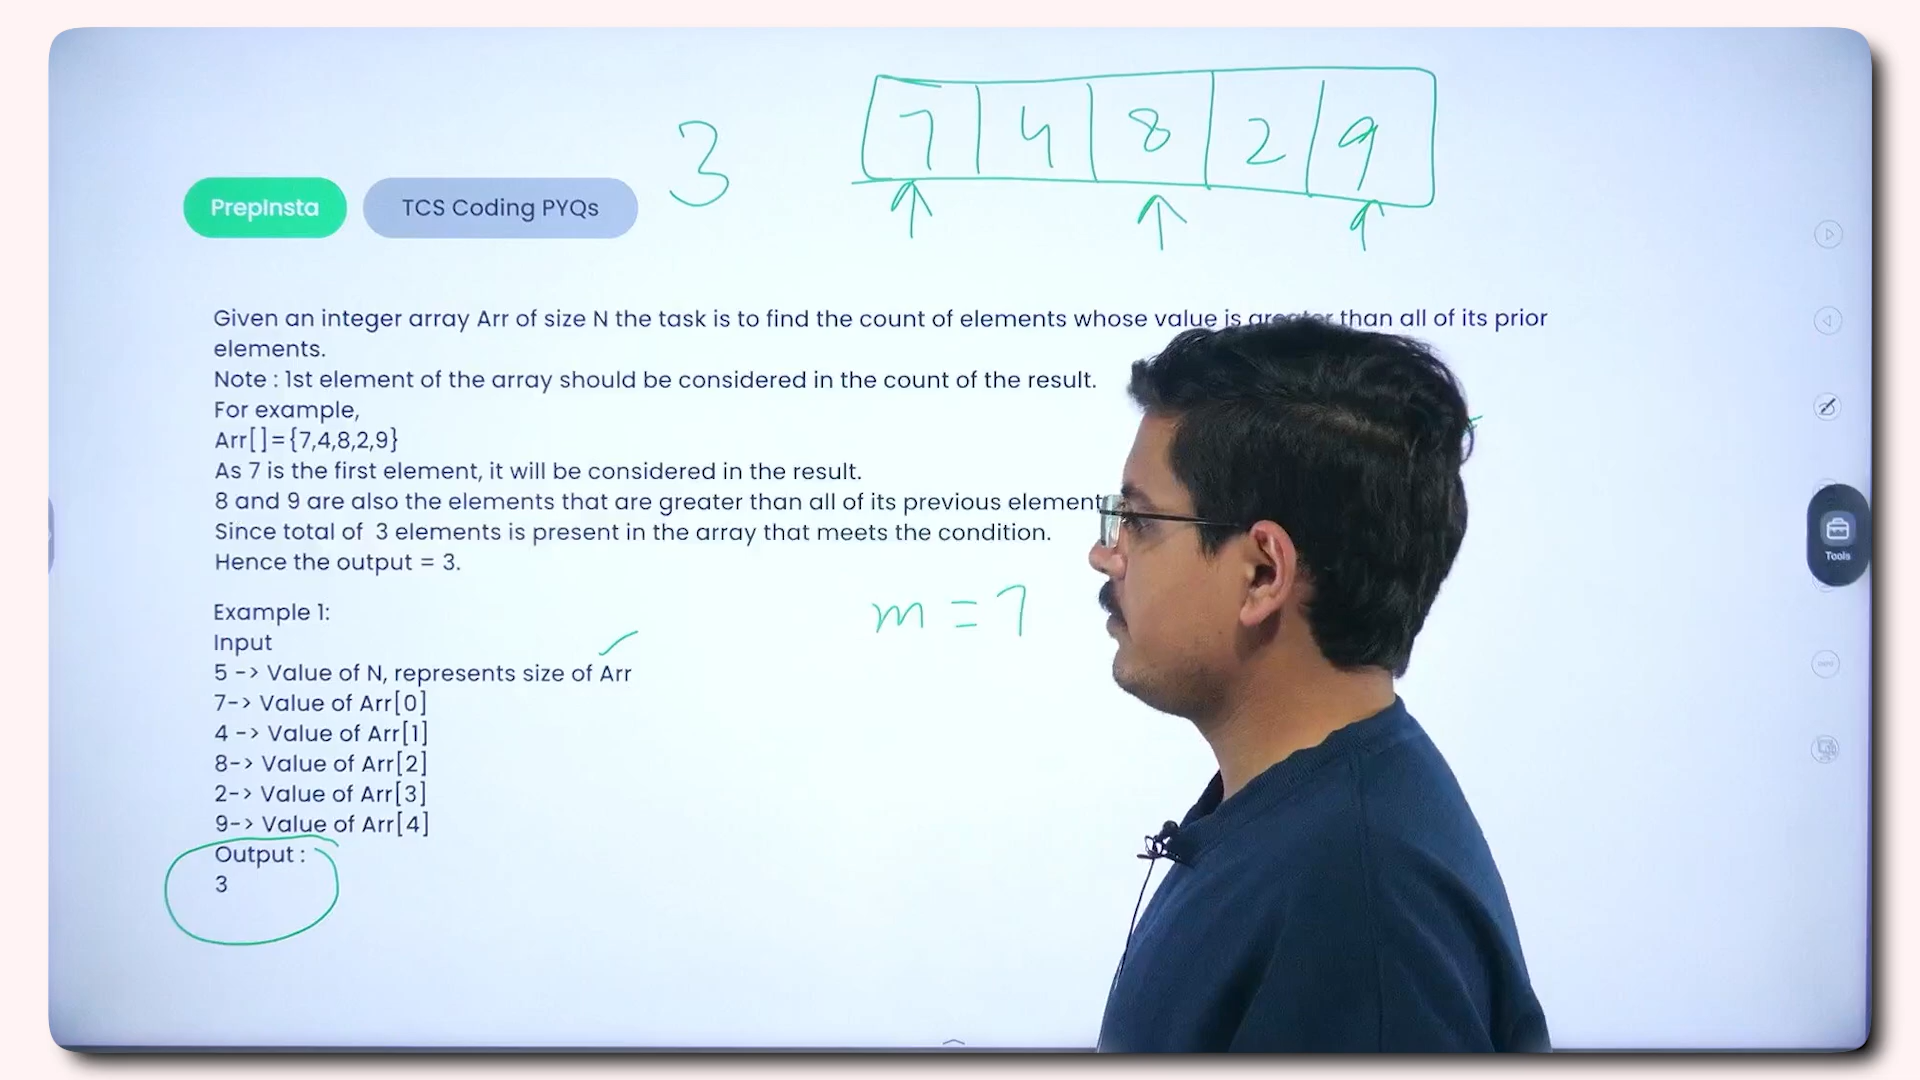 3
7 4 8 2 9
PrepInsta
TCS Coding PYQs
Given an integer array Arr of size N the task is to find the count of elements whose value is greater than all of its prior
elements.
Note : 1st element of the array should be considered in the count of the result.
For example,
Arr[]={7,4,8,2,9}
As 7 is the first element, it will be considered in the result.
8 and 9 are also the elements that are greater than all of its previous element
Since total of 3 elements is present in the array that meets the condition.
Hence the output = 3.
m = 7
Example 1:
Input
5 -> Value of N, represents size of Arr
7-> Value of Arr[0]
4 -> Value of Arr[1]
8-> Value of Arr[2]
2-> Value of Arr[3]
9-> Value of Arr[4]
Output :
3
Tools